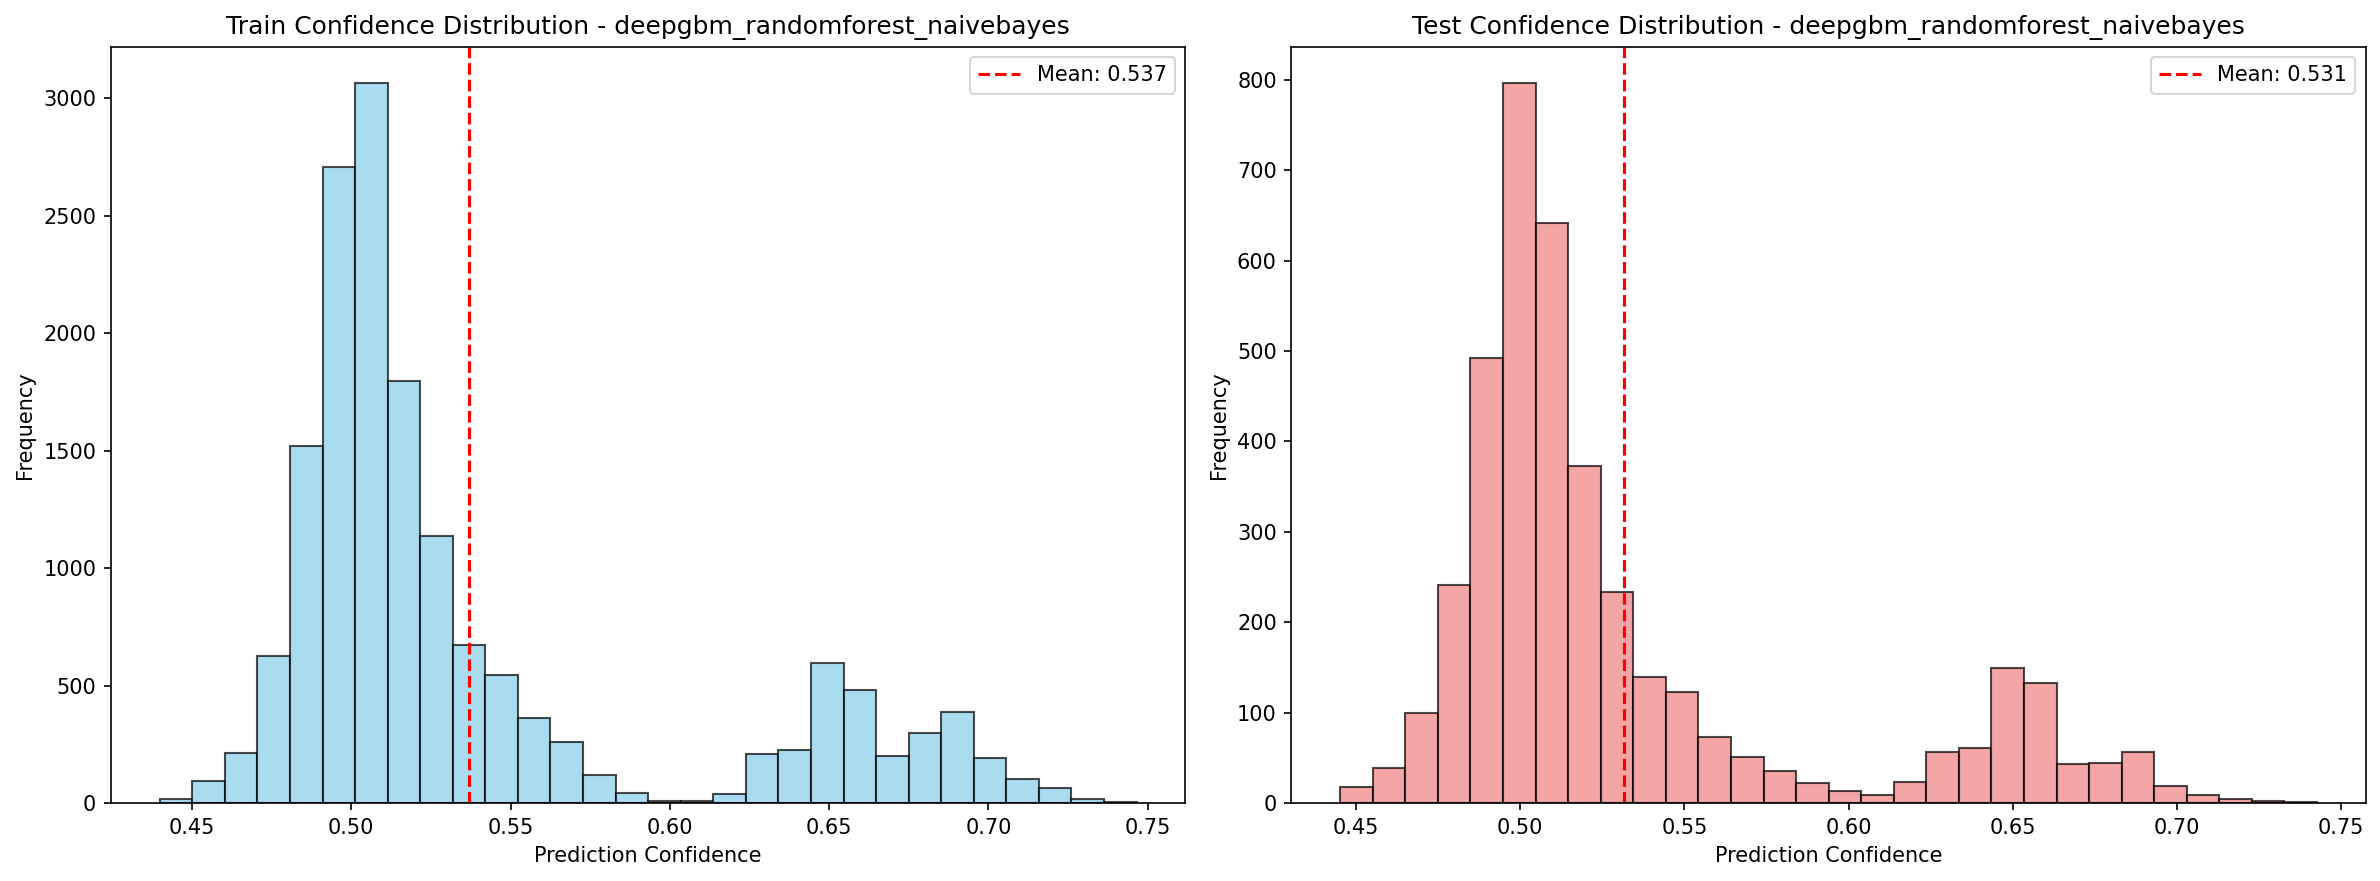 Train Confidence Distribution - deepgbm_randomforest_naivebayes
Mean: 0.537
Frequency
3000
2500
2000
1500
1000
500
0
0.45 0.50 0.55 0.60 0.65 0.70 0.75
Prediction Confidence
Test Confidence Distribution - deepgbm_randomforest_naivebayes
Mean: 0.531
Frequency
800
700
600
500
400
300
200
100
0
0.45 0.50 0.55 0.60 0.65 0.70 0.75
Prediction Confidence